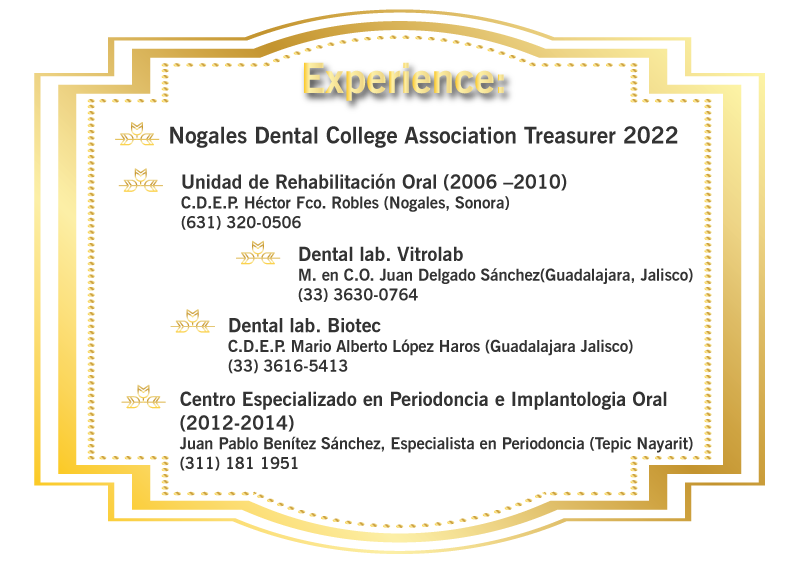 Experience:
Nogales Dental College Association Treasurer 2022
Unidad de Rehabilitación Oral (2006 –2010)
C.D.E.P. Héctor Fco. Robles (Nogales, Sonora)
(631) 320-0506
Dental lab. Vitrolab
M. en C.O. Juan Delgado Sánchez(Guadalajara, Jalisco)
(33) 3630-0764
Dental lab. Biotec
C.D.E.P. Mario Alberto López Haros (Guadalajara Jalisco)
(33) 3616-5413
Centro Especializado en Periodoncia e Implantologia Oral
(2012-2014)
Juan Pablo Benítez Sánchez, Especialista en Periodoncia (Tepic Nayarit)
(311) 181 1951